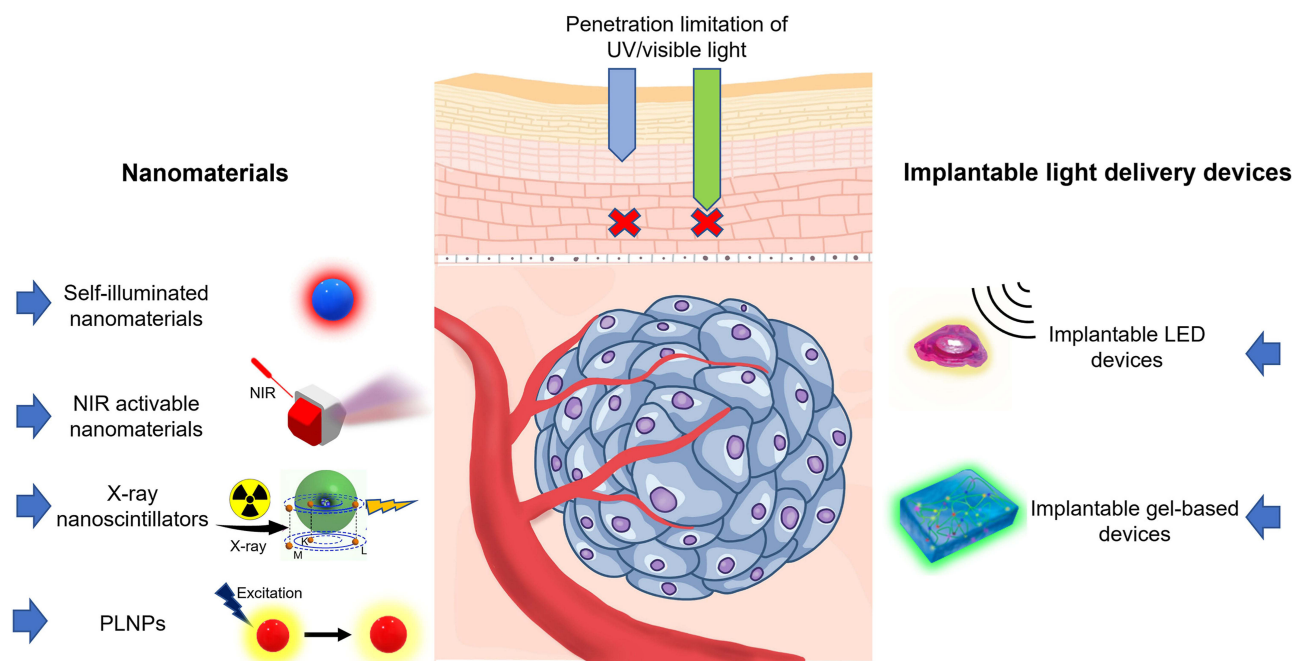 Penetration limitation of
UV/visible light
Nanomaterials
Implantable light delivery devices
Self-illuminated
nanomaterials
NIR
NIR activable
nanomaterials
X-ray
nanoscintillators
X-ray
K
M
L
Excitation
PLNPs
Implantable LED
devices
Implantable gel-based
devices